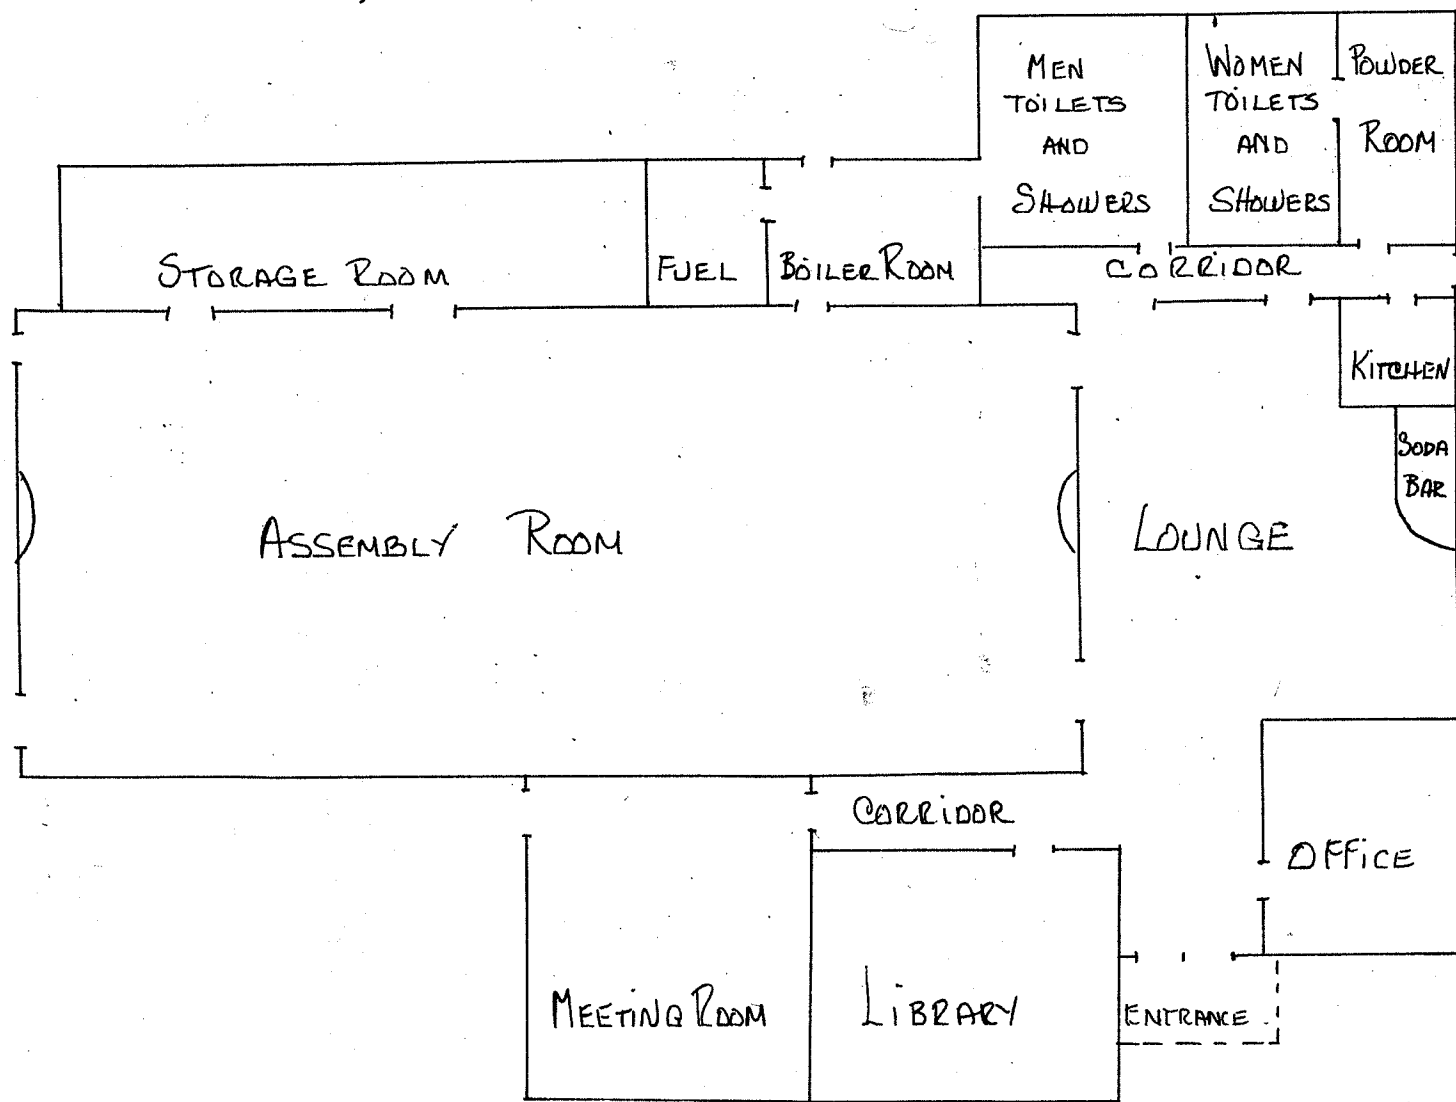 MEN
TOILETS
AND
SHOWERS
WOMEN
TOILETS
AND
SHOWERS
POWDER
ROOM
STORAGE ROOM
FUEL
BOILER ROOM
CORRIDOR
KITCHEN
SODA
BAR
ASSEMBLY ROOM
LOUNGE
CORRIDOR
OFFICE
MEETING ROOM
LIBRARY
ENTRANCE